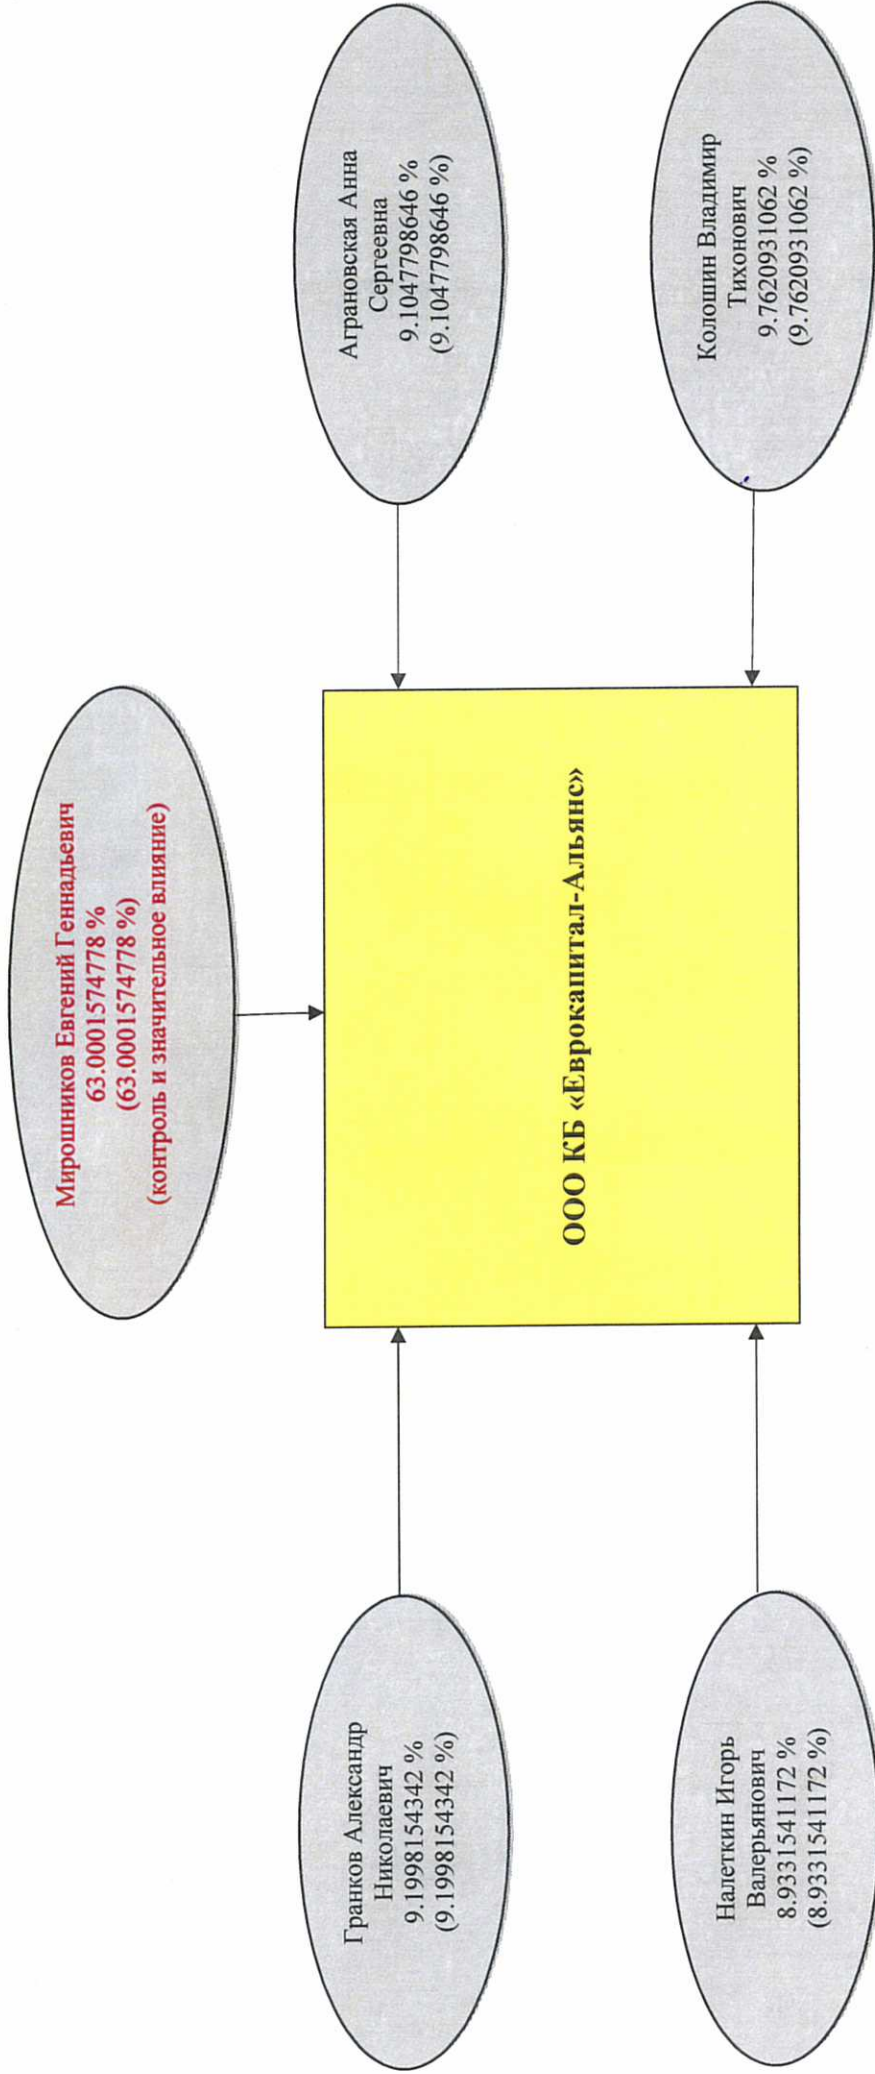 Мирошников Евгений Геннадьевич
63.0001574778 %
(63.0001574778 %)
(контроль и значительное влияние)
Гранков Александр
Николаевич
9.1998154342 %
(9.1998154342 %)
Аграновская Анна
Сергеевна
9.1047798646 %
(9.1047798646 %)
ООО КБ «Еврокапитал-Альянс»
Налеткин Игорь
Валерьянович
8.9331541172 %
(8.9331541172 %)
Колошин Владимир
Тихонович
9.7620931062 %
(9.7620931062 %)